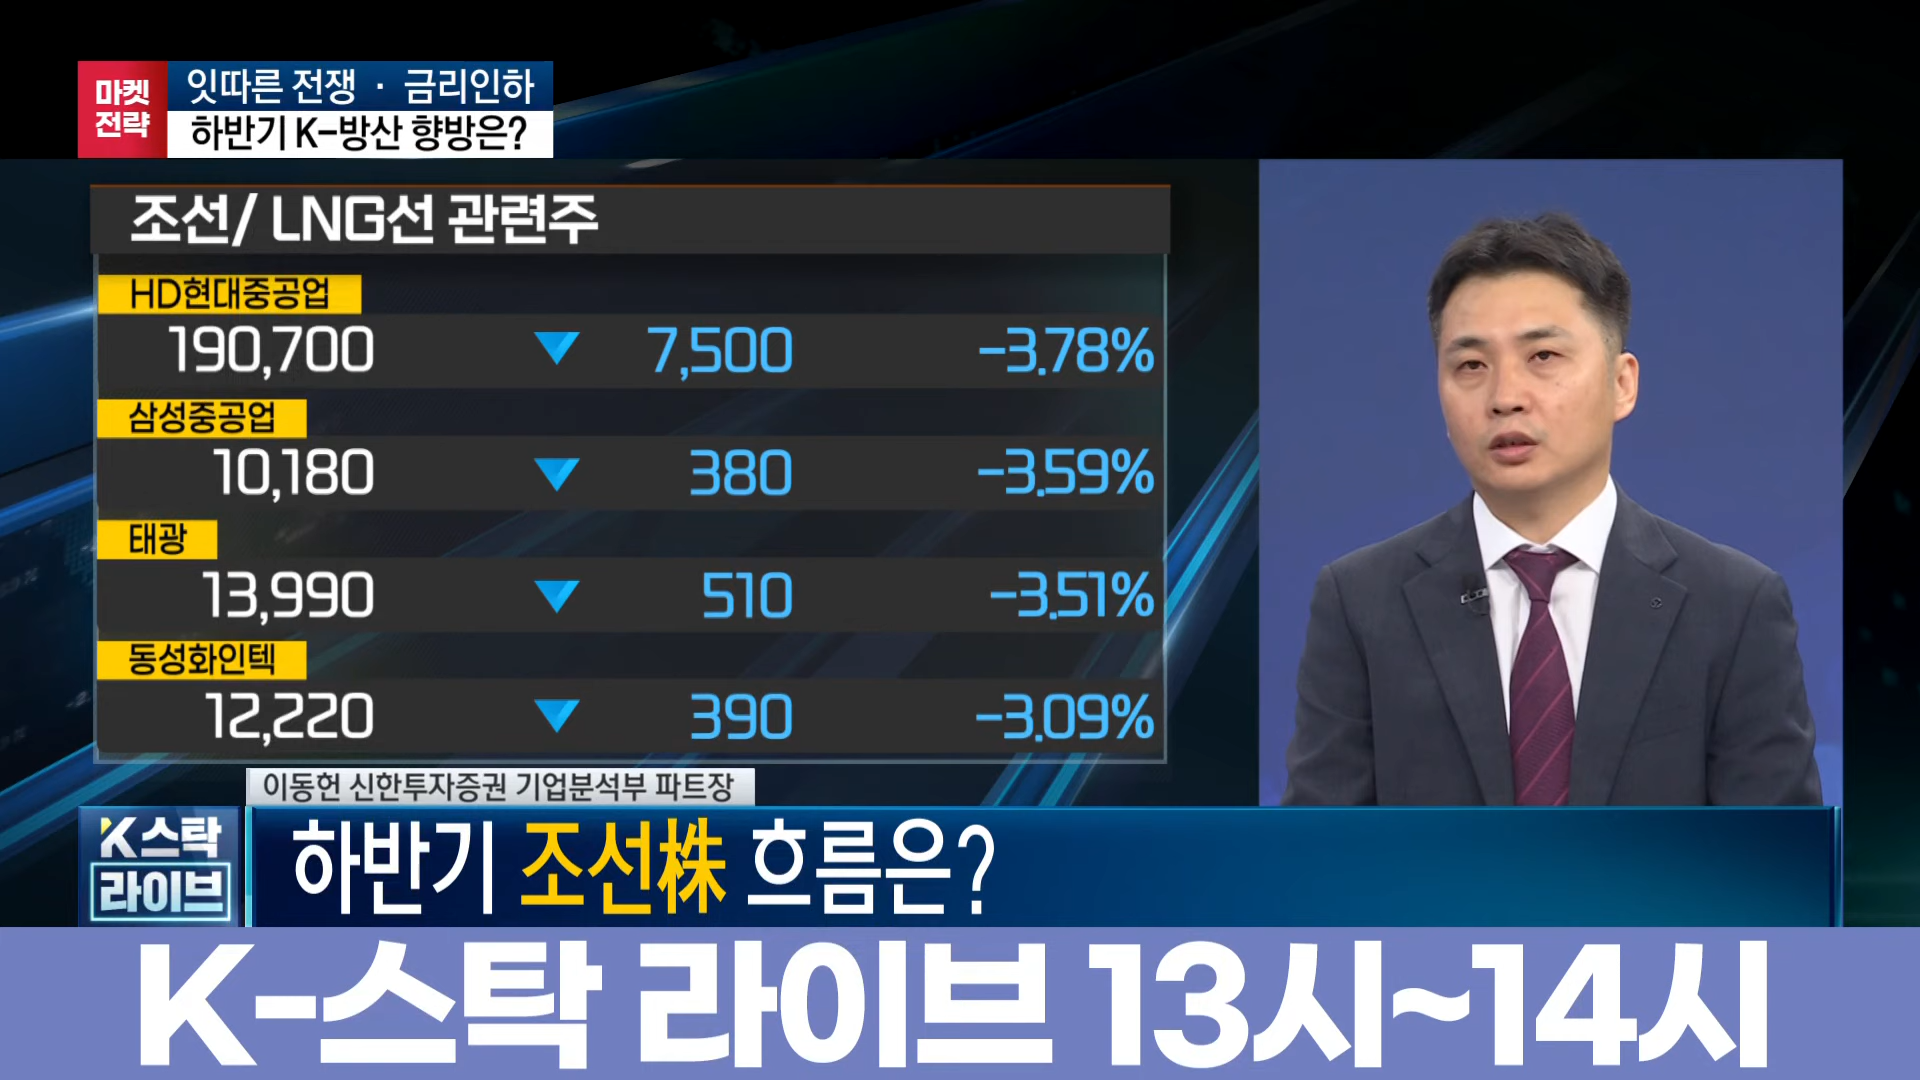 마켓
전략
잇따른 전쟁 · 금리인하
하반기 K-방산 향방은?
조선/ LNG선 관련주
HD현대중공업
190,700 ▼ 7,500 -3.78%
삼성중공업
10,180 ▼ 380 -3.59%
태광
13,990 ▼ 510 -3.51%
동성화인텍
12,220 ▼ 390 -3.09%
이동헌 신한투자증권 기업분석부 파트장
K스탁
라이브
하반기 조선株 흐름은?
K-스탁 라이브 13시~14시